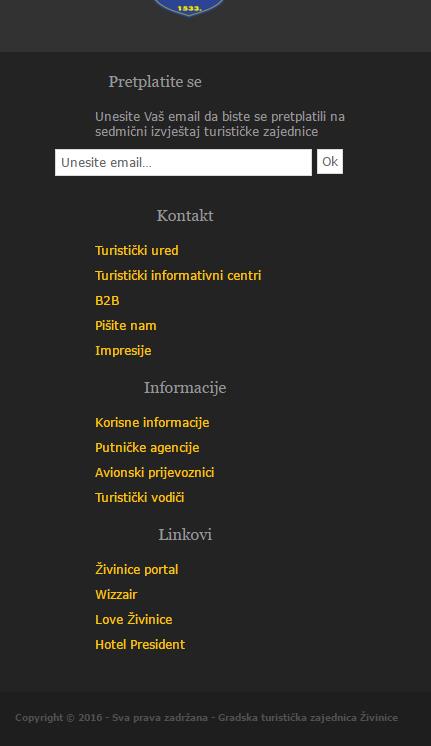 1533.
Pretplatite se
Unesite Vaš email da biste se pretplatili na
sedmični izvještaj turističke zajednice
Unesite email... Ok
Kontakt
Turistički ured
Turistički informativni centri
B2B
Pišite nam
Impresije
Informacije
Korisne informacije
Putničke agencije
Avionski prijevoznici
Turistički vodiči
Linkovi
Živinice portal
Wizzair
Love Živinice
Hotel President
Copyright © 2016 - Sva prava zadržana - Gradska turistička zajednica Živinice